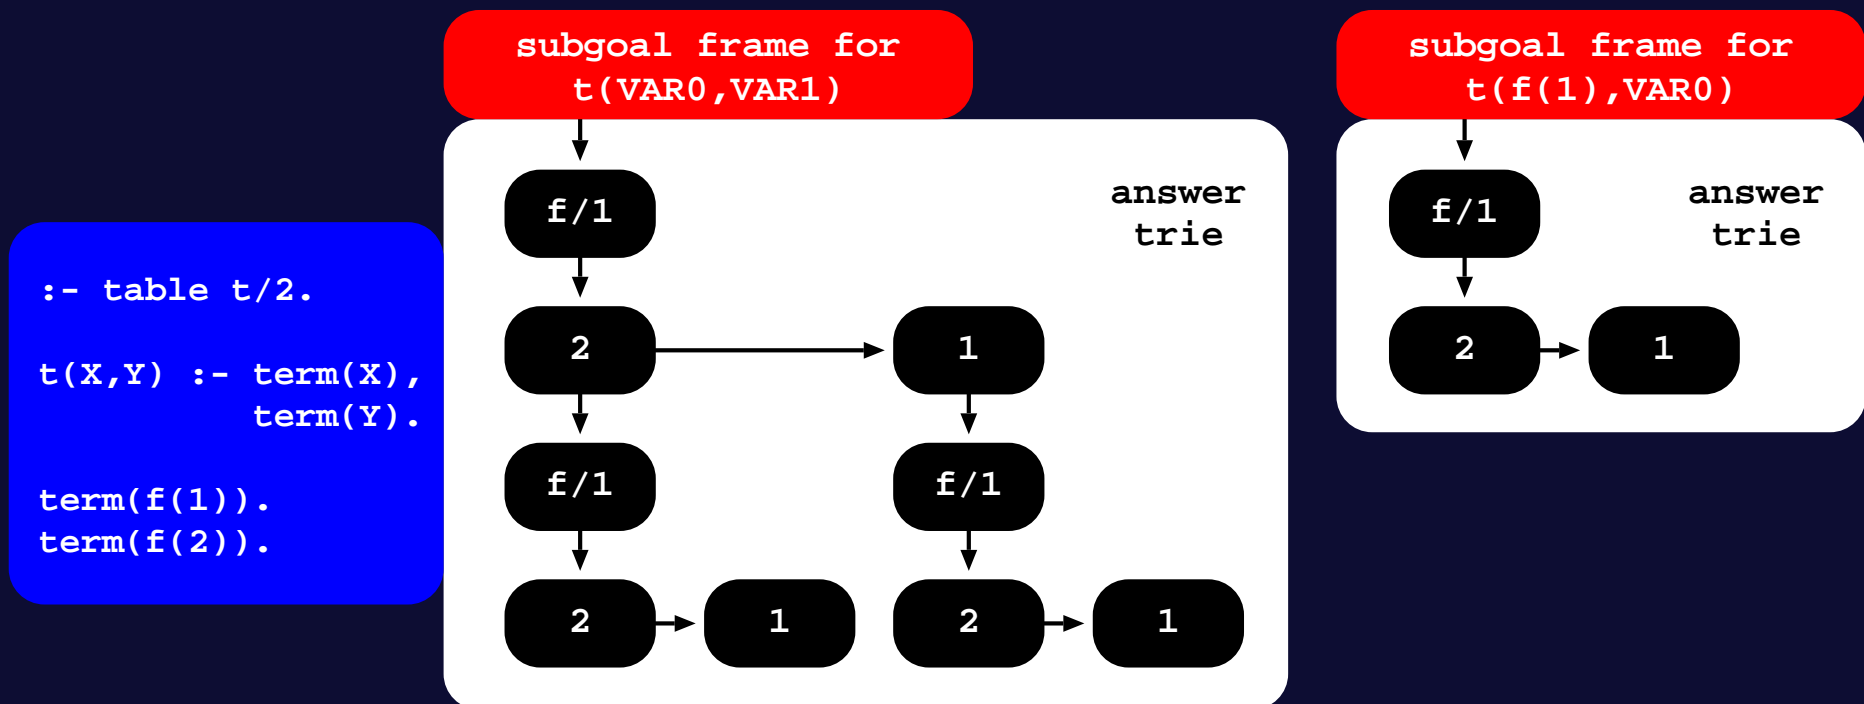 :- table t/2.
t(X,Y) :- term(X),
term(Y).
term(f(1)).
term(f(2)).
subgoal frame for
t(VAR0,VAR1)
answer
trie
f/1
2
1
f/1
f/1
2
1
2
1
subgoal frame for
t(f(1),VAR0)
answer
trie
f/1
2
1